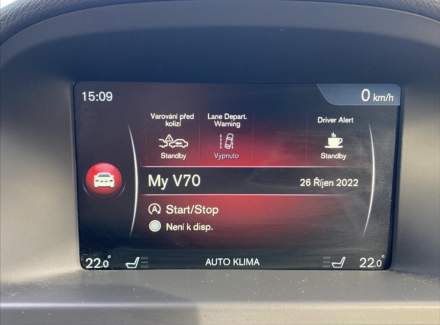 15:09
0 km/h
Varování před kolizí
Lane Depart. Warning
Driver Alert
Standby
Vypnuto
Standby
My V70
26 Říjen 2022
Start/Stop
Není k disp.
22.0°
AUTO KLIMA
22.0°